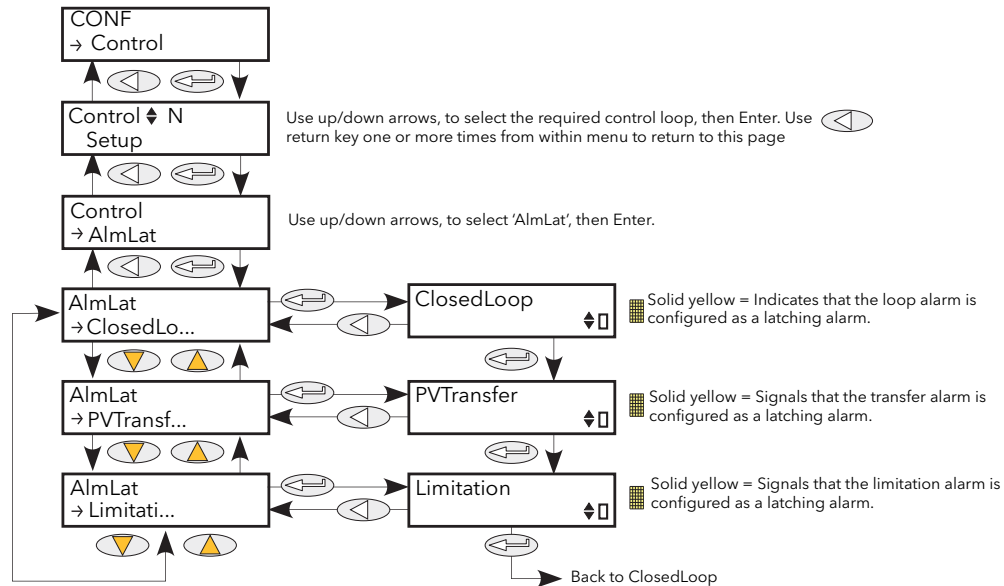 CONF
→ Control
Control N
Setup
Use up/down arrows, to select the required control loop, then Enter. Use
return key one or more times from within menu to return to this page
Control
→ AlmLat
Use up/down arrows, to select ‘AlmLat’, then Enter.
AlmLat
→ ClosedLo...
ClosedLoop
Solid yellow = Indicates that the loop alarm is
configured as a latching alarm.
AlmLat
→ PVTransf...
PVTransfer
Solid yellow = Signals that the transfer alarm is
configured as a latching alarm.
AlmLat
→ Limitati...
Limitation
Solid yellow = Signals that the limitation alarm is
configured as a latching alarm.
Back to ClosedLoop